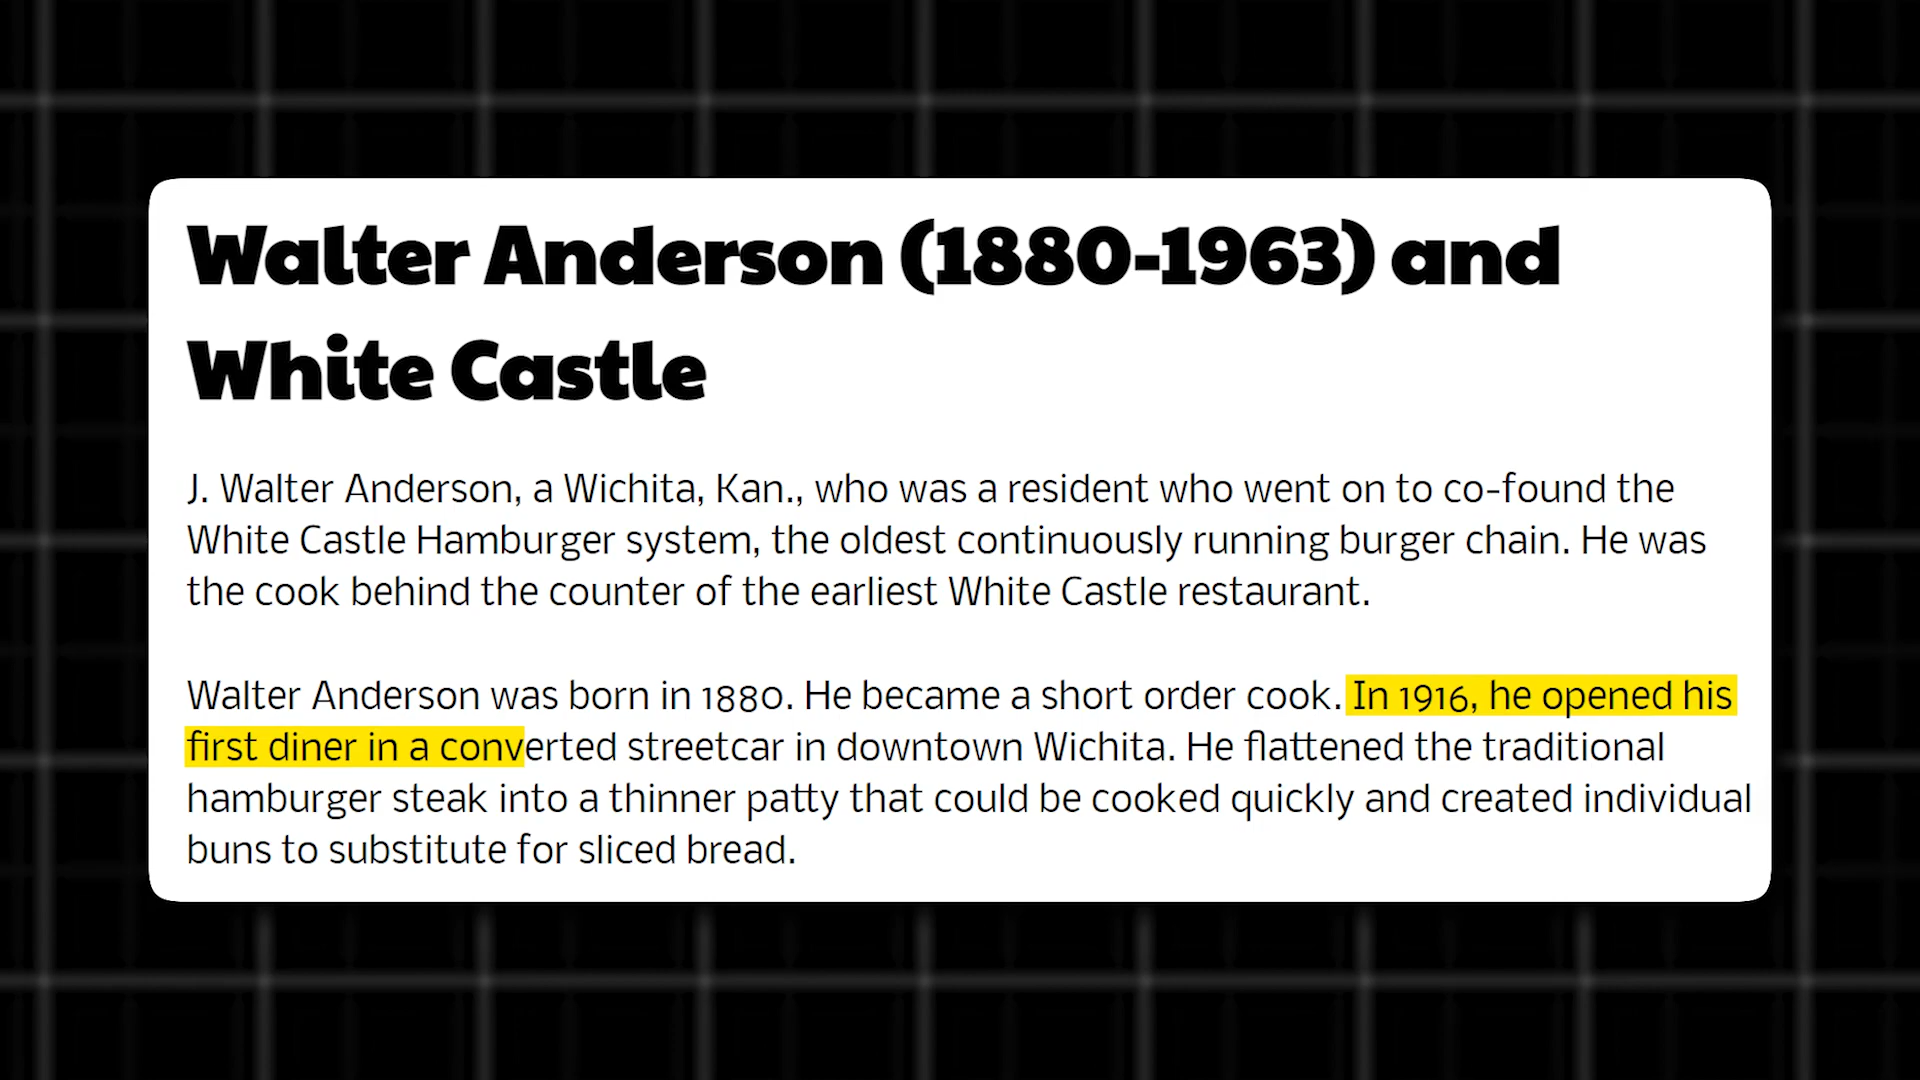 Walter Anderson (1880-1963) and
White Castle
J. Walter Anderson, a Wichita, Kan., who was a resident who went on to co-found the
White Castle Hamburger system, the oldest continuously running burger chain. He was
the cook behind the counter of the earliest White Castle restaurant.
Walter Anderson was born in 1880. He became a short order cook. In 1916, he opened his
first diner in a converted streetcar in downtown Wichita. He flattened the traditional
hamburger steak into a thinner patty that could be cooked quickly and created individual
buns to substitute for sliced bread.